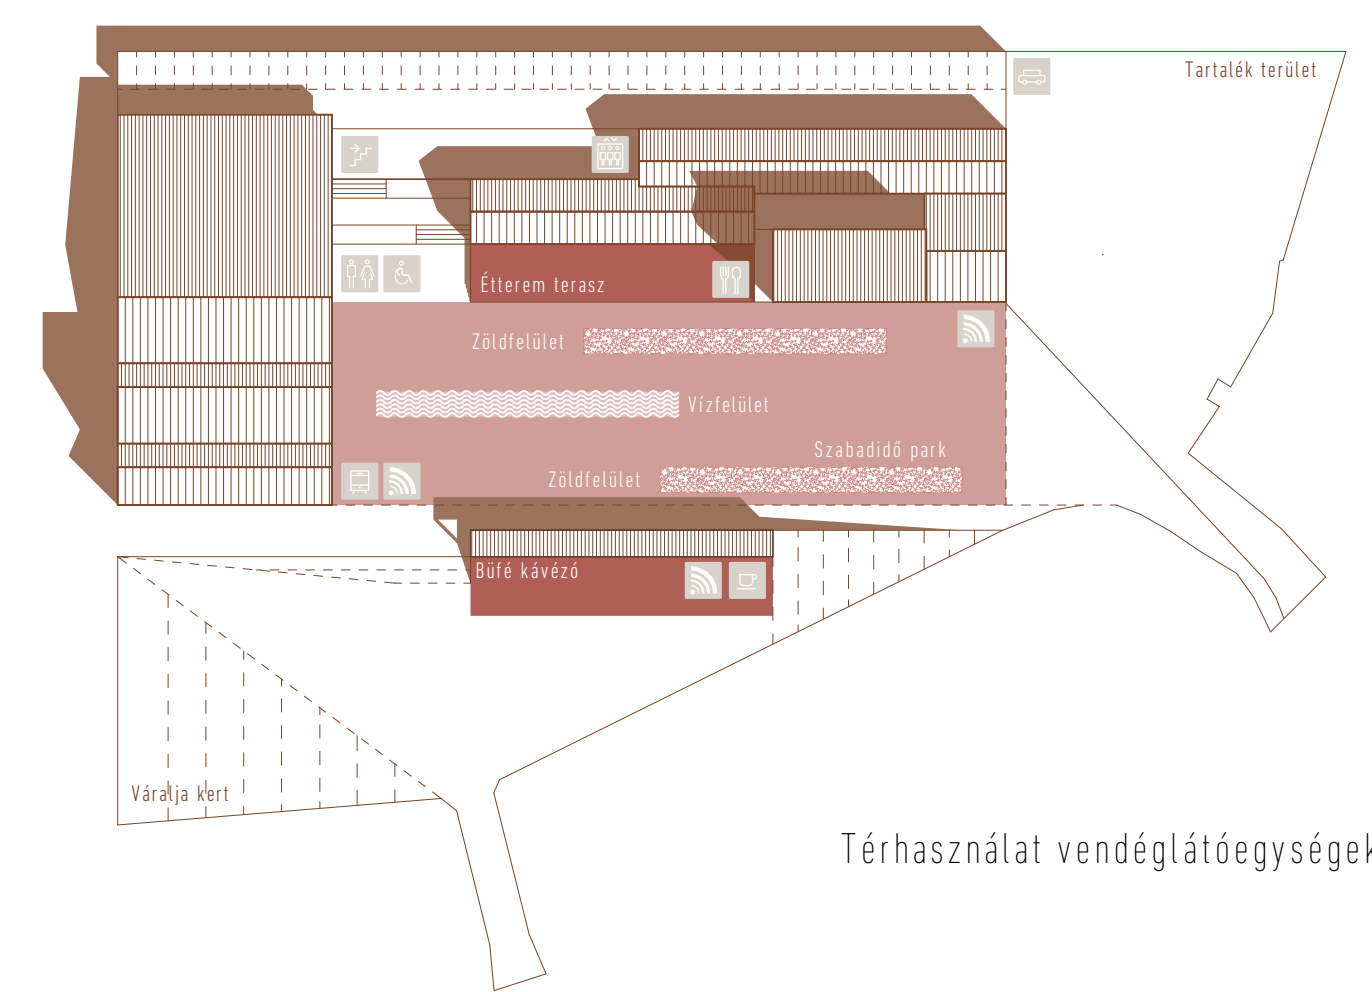 Tartalék terület
Étterem terasz
Zöldfelület
Vízfelület
Szabadidő park
Zöldfelület
Büfé kávézó
Váralja kert
Térhasználat vendéglátóegységek